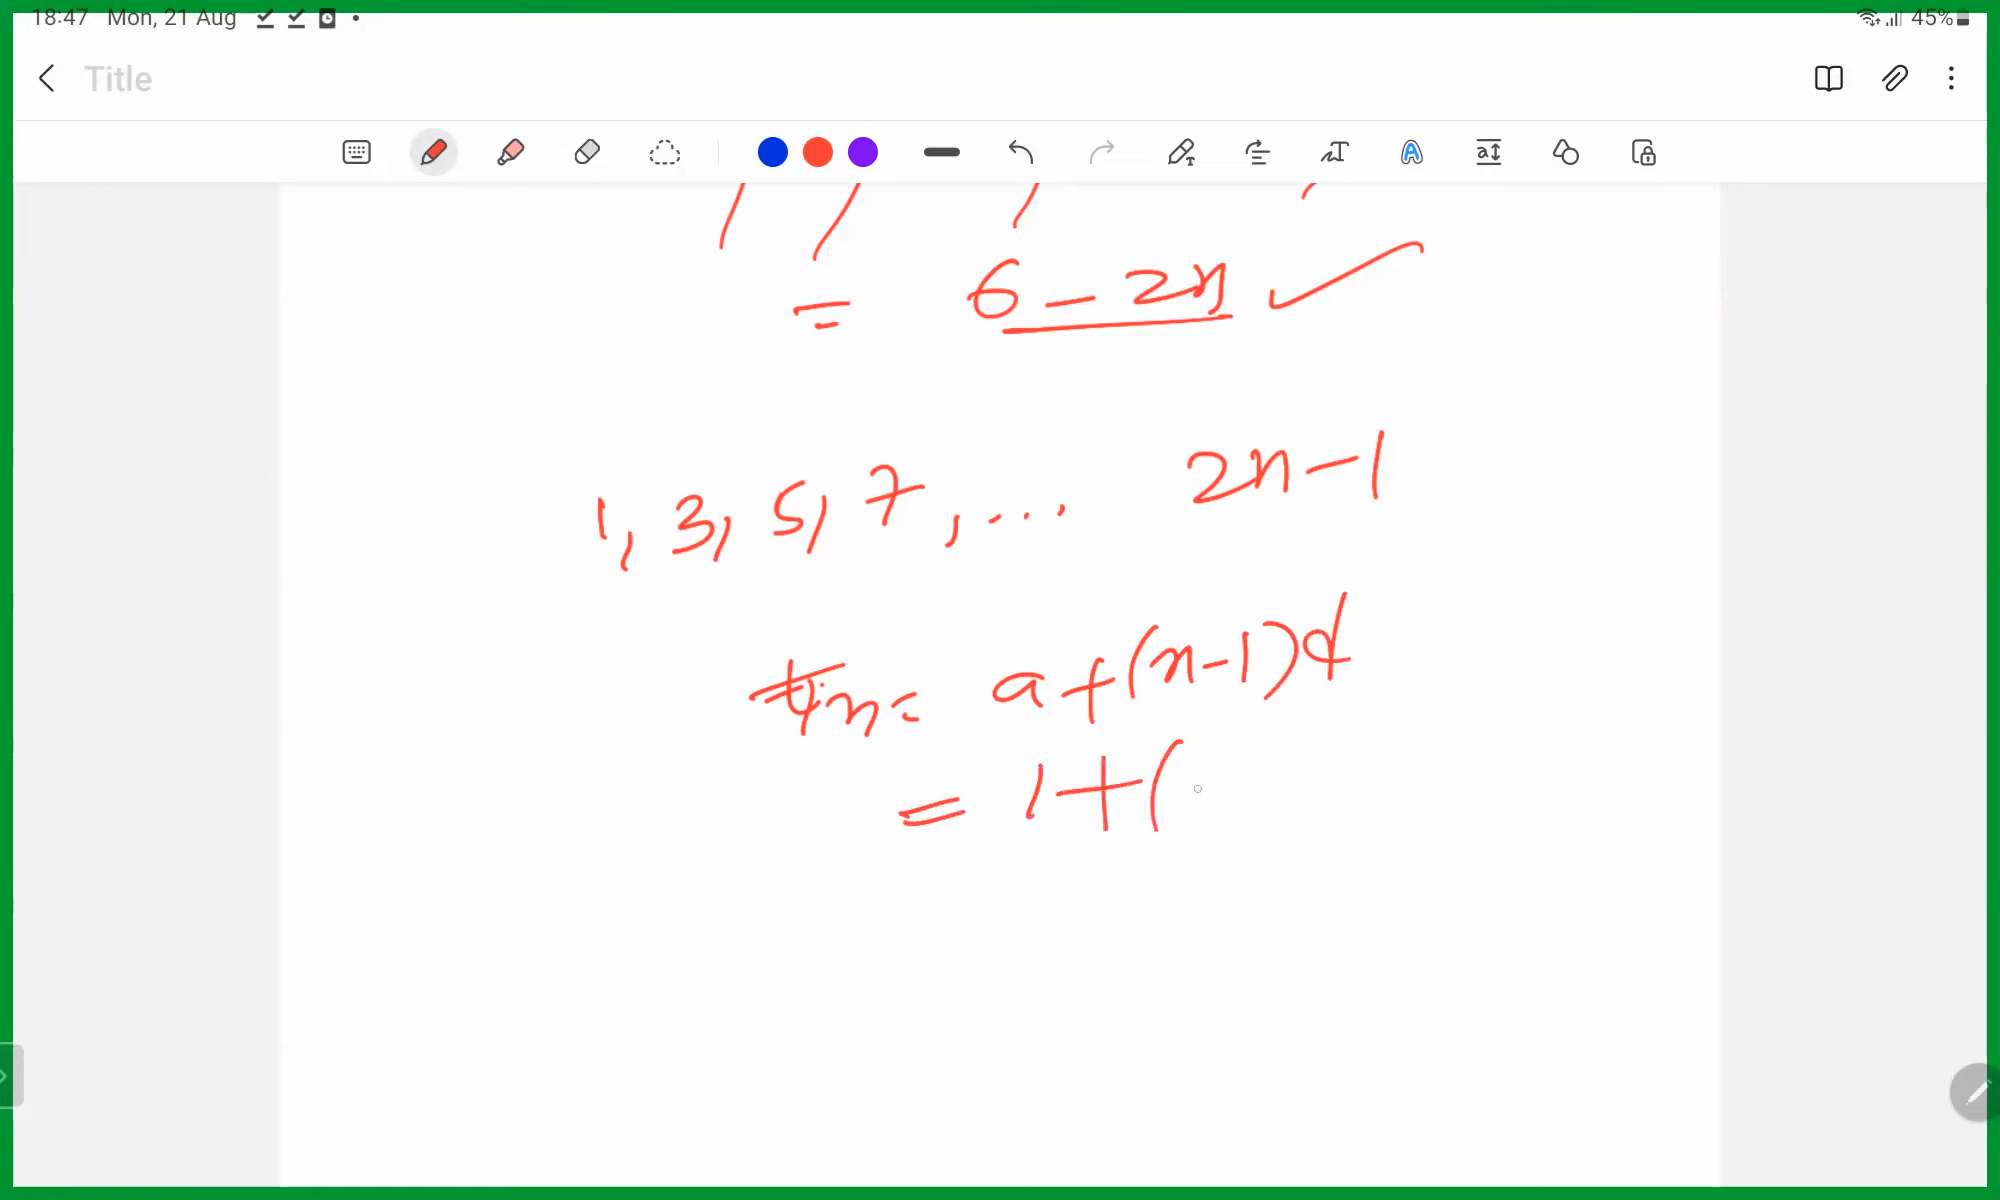 18:47 Mon, 21 Aug 45%
Title
= 6 - 2n
1, 3, 5, 7, ... 2n-1
Tn = a+(n-1)d
= 1+(